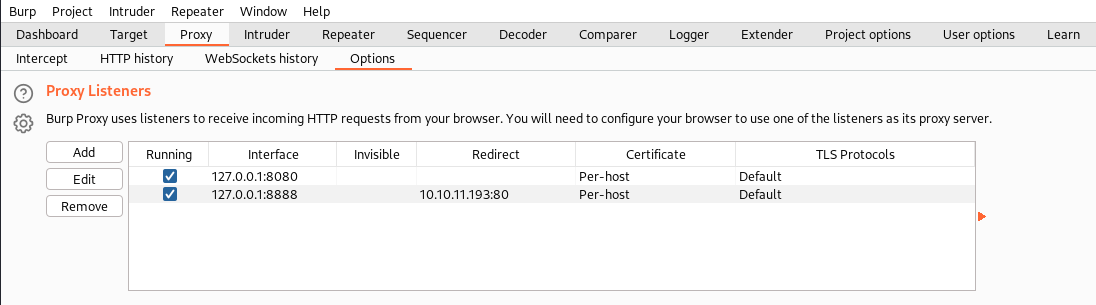 Burp Project Intruder Repeater Window Help
Dashboard Target Proxy Intruder Repeater Sequencer Decoder Comparer Logger Extender Project options User options Learn
Intercept HTTP history WebSockets history Options
? Proxy Listeners
Burp Proxy uses listeners to receive incoming HTTP requests from your browser. You will need to configure your browser to use one of the listeners as its proxy server.
Add Running Interface Invisible Redirect Certificate TLS Protocols
127.0.0.1:8080 Per-host Default
Edit
127.0.0.1:8888 10.10.11.193:80 Per-host Default
Remove